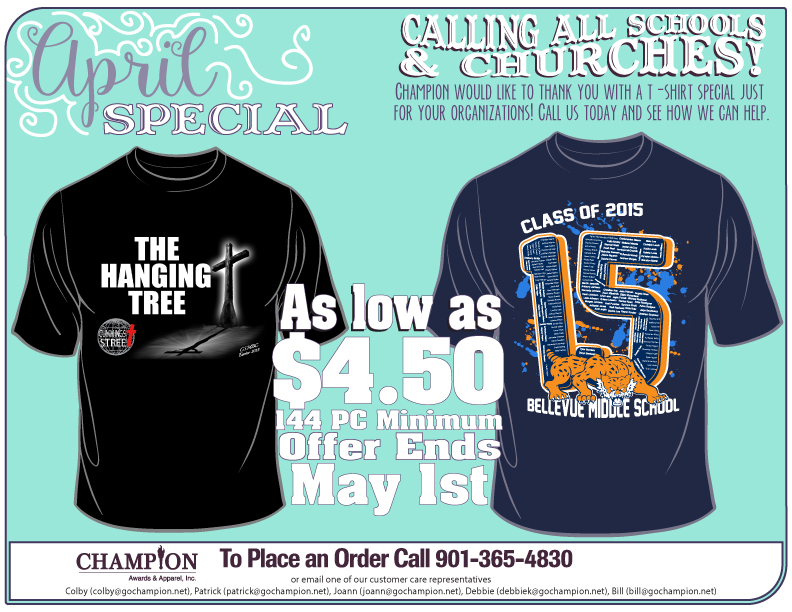 April
SPECIAL
CALLING ALL SCHOOLS
& CHURCHES!
CHAMPION WOULD LIKE TO THANK YOU WITH A T -SHIRT SPECIAL JUST
FOR YOUR ORGANIZATIONS! CALL US TODAY AND SEE HOW WE CAN HELP.
THE
HANGING
TREE
STREET
CLASS OF 2015
15
BELLEVUE MIDDLE SCHOOL
As low as
$4.50
144 PC Minimum
Offer Ends
May 1st
CHAMPION
Awards & Apparel, Inc.
To Place an Order Call 901-365-4830
or email one of our customer care representatives
Colby (colby@gochampion.net), Patrick (patrick@gochampion.net), Joann (joann@gochampion.net), Debbie (debbiek@gochampion.net), Bill (bill@gochampion.net)